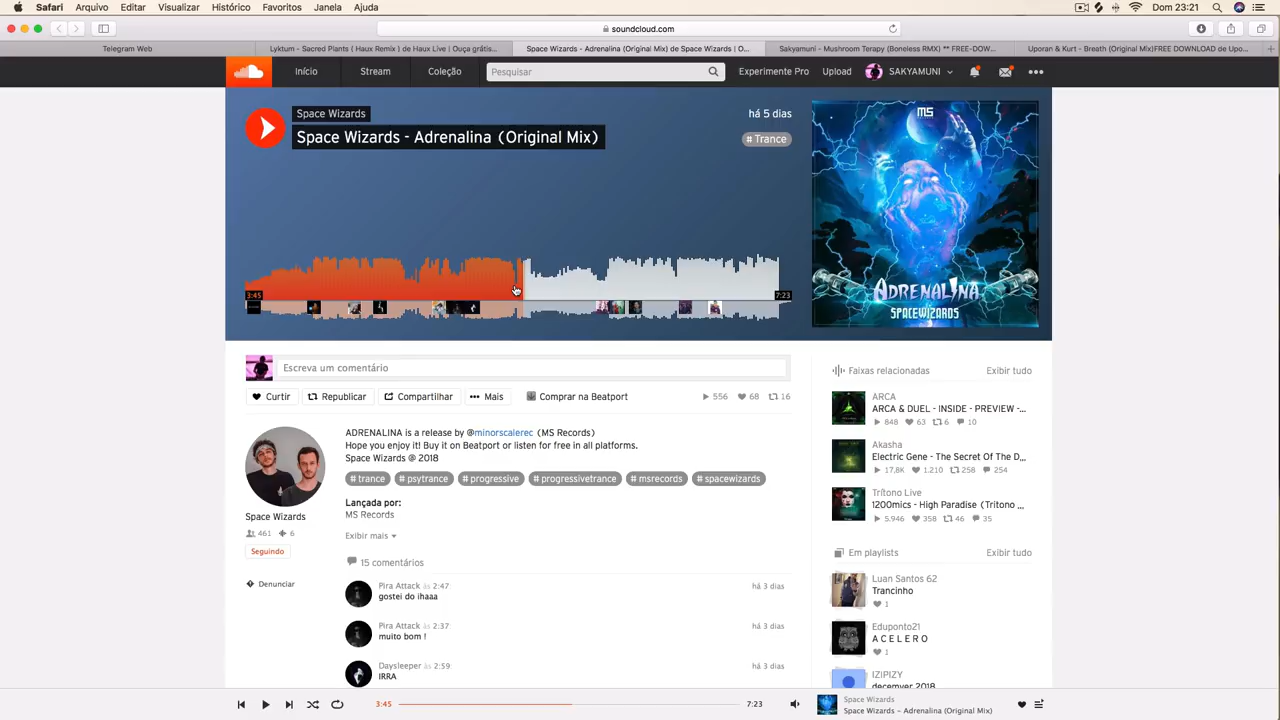 Safari Arquivo Editar Visualizar Histórico Favoritos Janela Ajuda
Dom 23:21
soundcloud.com
Telegram Web
Lyktum - Sacred Plants ( Haux Remix ) de Haux Live | Ouça grátis...
Space Wizards - Adrenalina (Original Mix) de Space Wizards | O...
Sakyamuni - Mushroom Terapy (Boneless RMX) ** FREE-DOW...
Uporan & Kurt - Breath (Original Mix)FREE DOWNLOAD de Upo...
Início
Stream
Coleção
Pesquisar
Experimente Pro
Upload
SAKYAMUNI
Space Wizards
Space Wizards - Adrenalina (Original Mix)
há 5 dias
# Trance
3:45
7:23
MS
ADRENALINA
SPACEWIZARDS
Escreva um comentário
Curtir
Republicar
Compartilhar
Mais
Comprar na Beatport
556
68
16
Space Wizards
461
6
Seguindo
Denunciar
ADRENALINA is a release by @minorscalerec (MS Records)
Hope you enjoy it! Buy it on Beatport or listen for free in all platforms.
Space Wizards @ 2018
# trance
# psytrance
# progressive
# progressivetrance
# msrecords
# spacewizards
Lançada por:
MS Records
Exibir mais
15 comentários
Pira Attack às 2:47:
há 3 dias
gostei do ihaaa
Pira Attack às 2:37:
há 3 dias
muito bom !
Daysleeper às 2:59:
há 3 dias
IRRA
Faixas relacionadas
Exibir tudo
ARCA
ARCA & DUEL - INSIDE - PREVIEW -...
848 63 6 10
Akasha
Electric Gene - The Secret Of The D...
17,8K 1.210 258 254
Trítono Live
1200mics - High Paradise (Tritono ...
5.946 358 46 35
Em playlists
Exibir tudo
Luan Santos 62
Trancinho
1
Eduponto21
A C E L E R O
1
IZiPIZY
decemver 2018
3:45
7:23
Space Wizards
Space Wizards - Adrenalina (Original Mix)